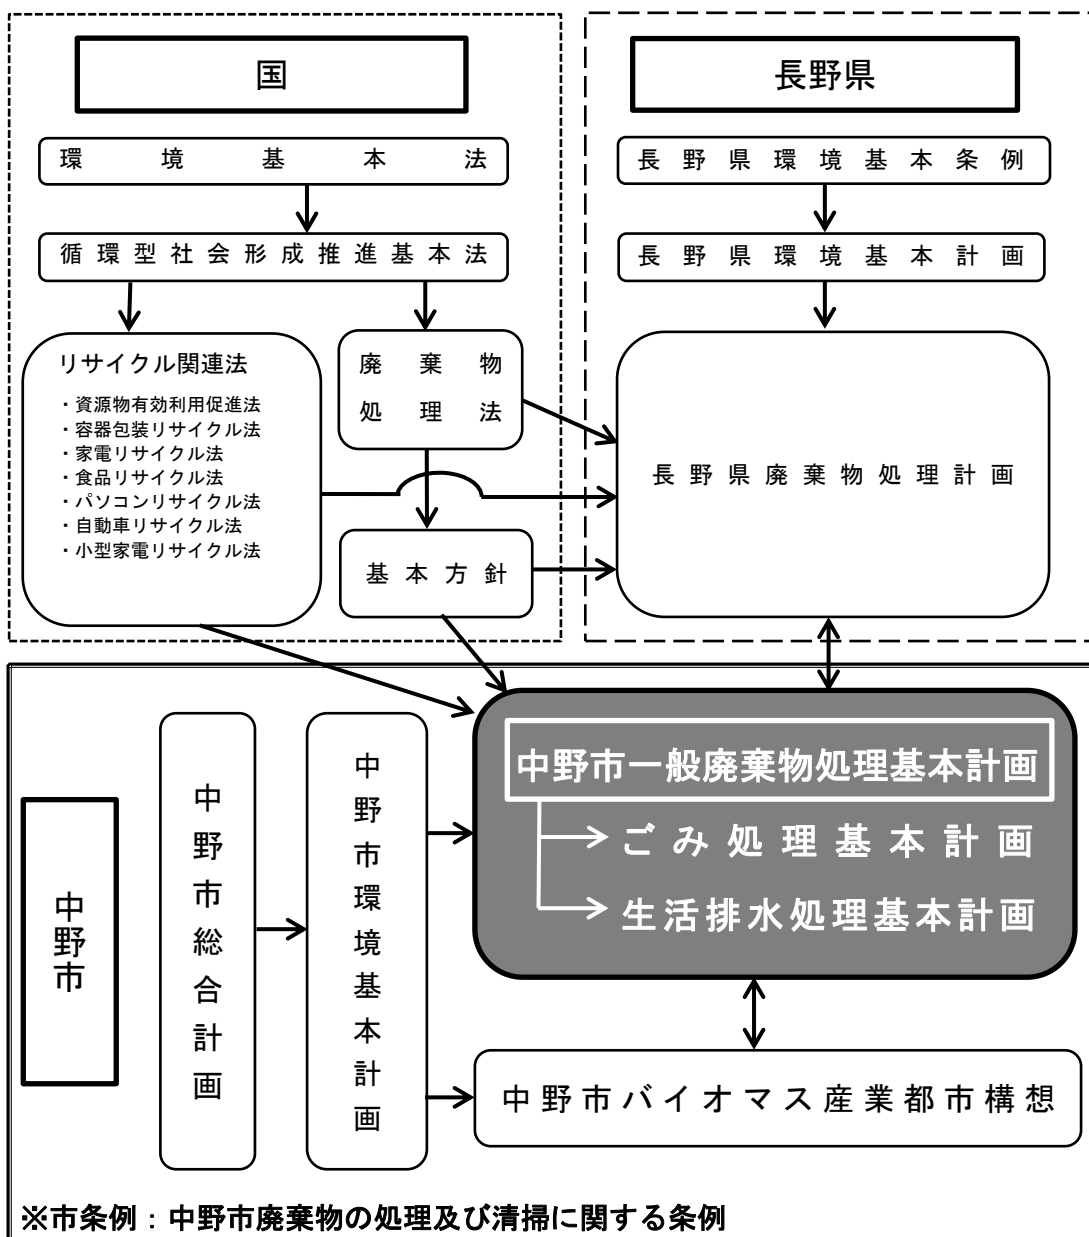 国
環境基本法
循環型社会形成推進基本法
リサイクル関連法
・資源物有効利用促進法
・容器包装リサイクル法
・家電リサイクル法
・食品リサイクル法
・パソコンリサイクル法
・自動車リサイクル法
・小型家電リサイクル法
廃棄物
処理法
基本方針
長野県
長野県環境基本条例
長野県環境基本計画
長野県廃棄物処理計画
中野市
中野市総合計画
中野市環境基本計画
中野市一般廃棄物処理基本計画
ごみ処理基本計画
生活排水処理基本計画
中野市バイオマス産業都市構想
※市条例：中野市廃棄物の処理及び清掃に関する条例